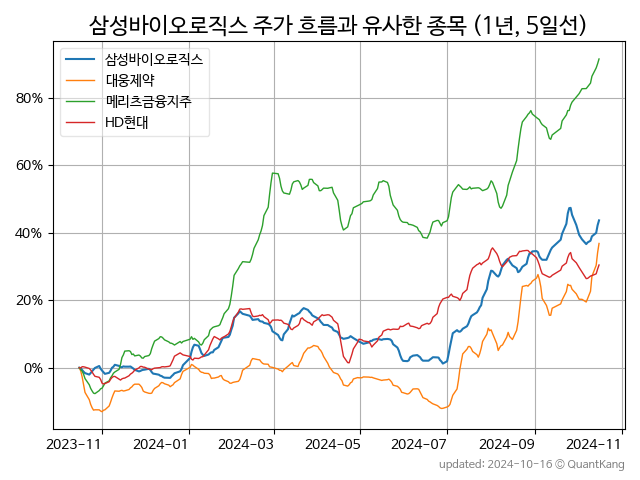 삼성바이오로직스 주가 흐름과 유사한 종목 (1년, 5일선)
삼성바이오로직스
대웅제약
메리츠금융지주
HD현대
80%
60%
40%
20%
0%
2023-11 2024-01 2024-03 2024-05 2024-07 2024-09 2024-11
updated: 2024-10-16 © QuantKang